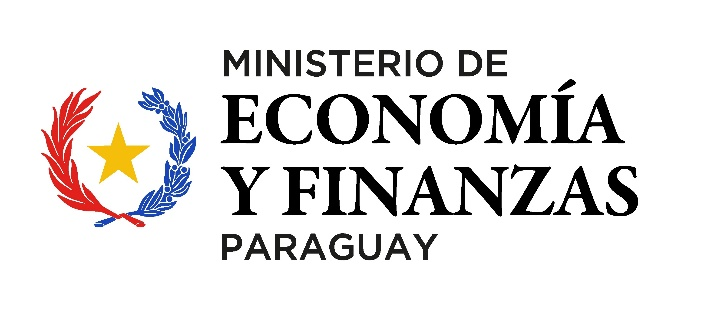 MINISTERIO DE
ECONOMÍA
Y FINANZAS
PARAGUAY